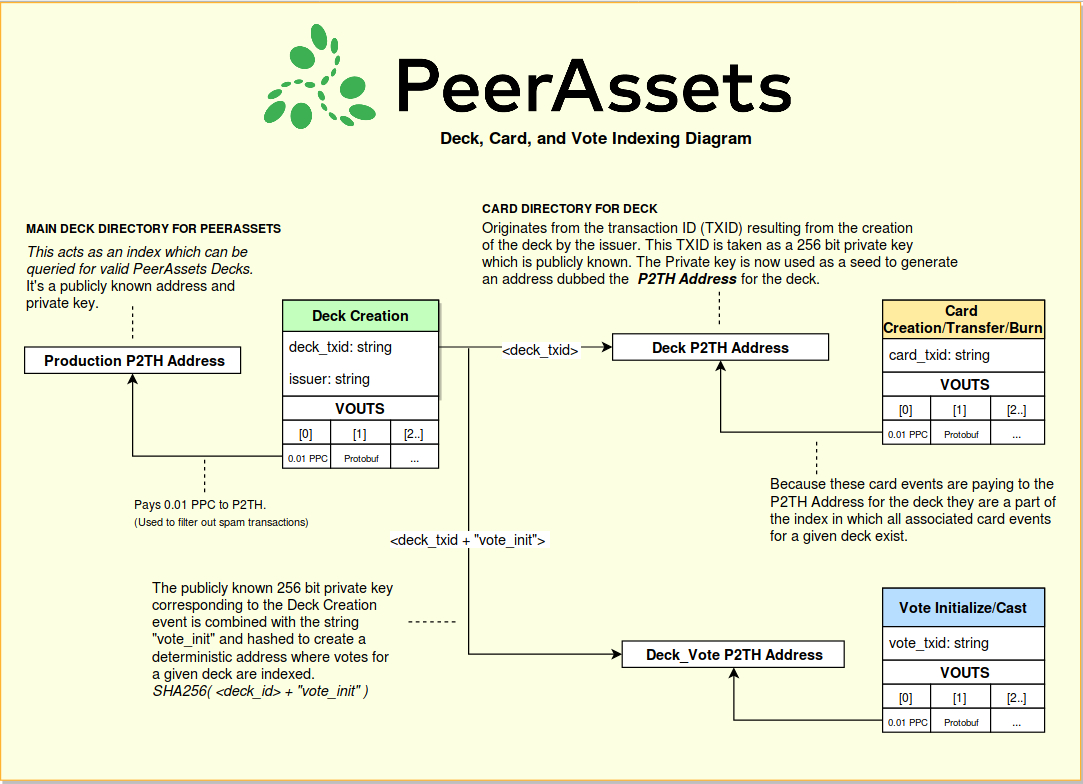 PeerAssets
Deck, Card, and Vote Indexing Diagram
MAIN DECK DIRECTORY FOR PEERASSETS
This acts as an index which can be
queried for valid PeerAssets Decks.
It's a publicly known address and
private key.
Production P2TH Address
CARD DIRECTORY FOR DECK
Originates from the transaction ID (TXID) resulting from the creation
of the deck by the issuer. This TXID is taken as a 256 bit private key
which is publicly known. The Private key is now used as a seed to generate
an address dubbed the P2TH Address for the deck.
Deck Creation
deck_txid: string
issuer: string
VOUTS
[0] [1] [2..]
0.01 PPC Protobuf ...
<deck_txid>
Deck P2TH Address
Card
Creation/Transfer/Burn
card_txid: string
VOUTS
[0] [1] [2..]
0.01 PPC Protobuf ...
Pays 0.01 PPC to P2TH.
(Used to filter out spam transactions)
Because these card events are paying to the
P2TH Address for the deck they are a part of
the index in which all associated card events
for a given deck exist.
<deck_txid + "vote_init">
The publicly known 256 bit private key
corresponding to the Deck Creation
event is combined with the string
"vote_init" and hashed to create a
deterministic address where votes for
a given deck are indexed.
SHA256( <deck_id> + "vote_init" )
Deck_Vote P2TH Address
Vote Initialize/Cast
vote_txid: string
VOUTS
[0] [1] [2..]
0.01 PPC Protobuf ...